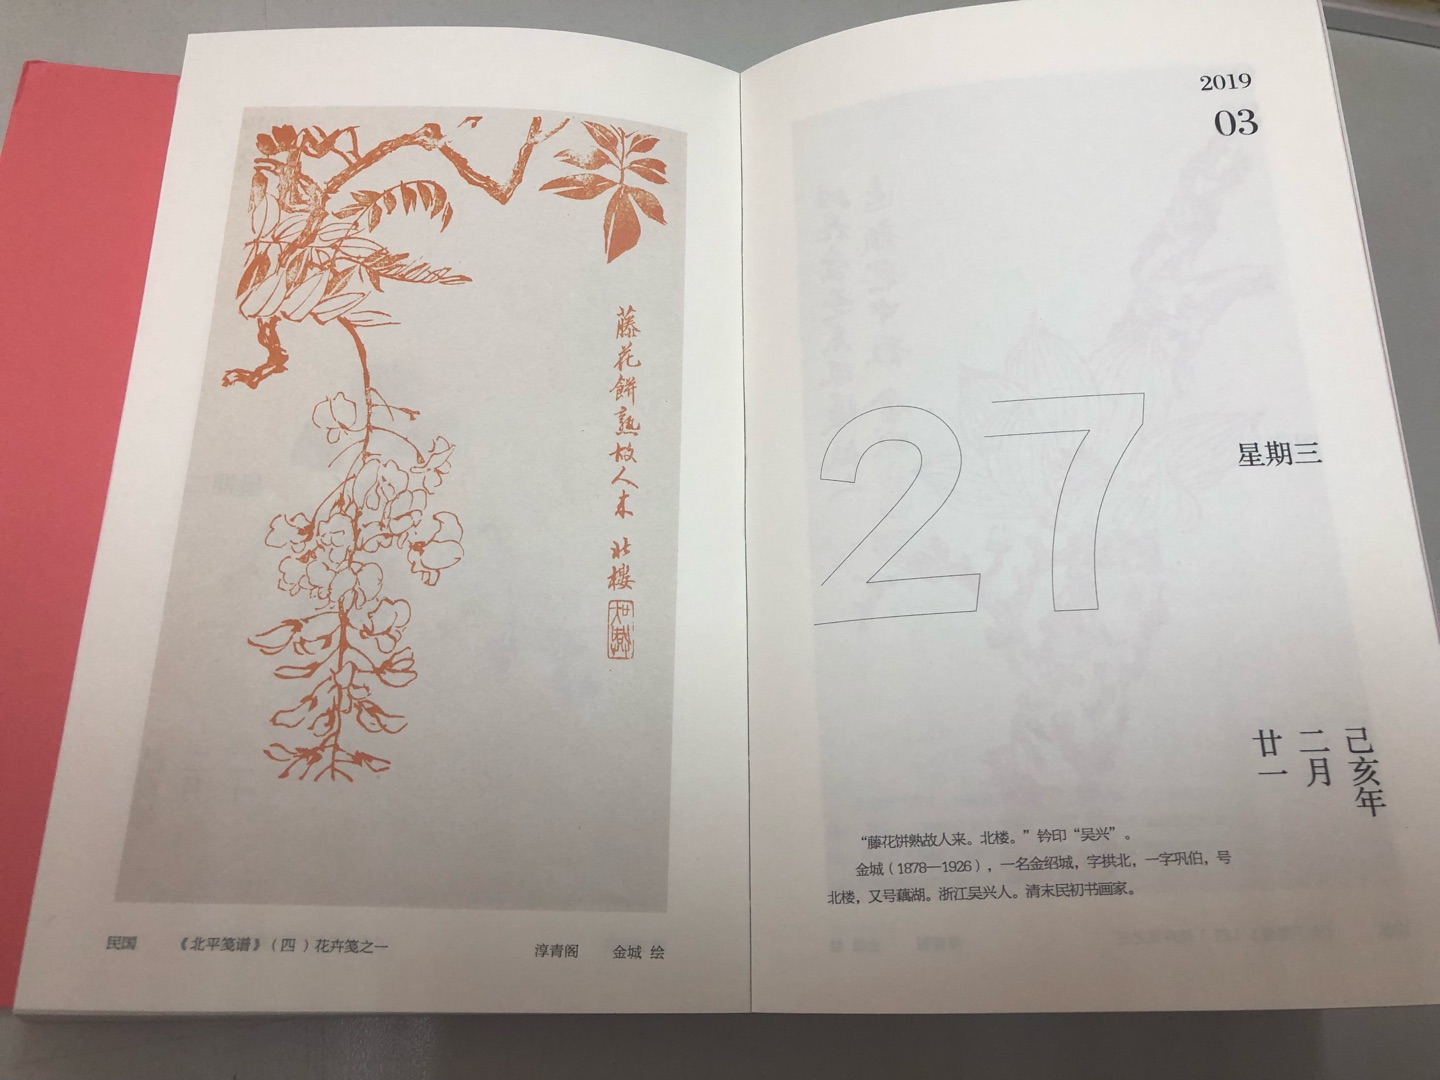 藤花餅熟故人来 北樓
吳興
民国 《北平笺谱》（四）花卉笺之一 淳青阁 金城 绘
2019
03
27
星期三
己亥年
二月
廿一
“藤花饼熟故人来。北楼。”钤印“吴兴”。
金城（1878—1926），一名金绍城，字拱北，一字巩伯，号
北楼，又号藕湖。浙江吴兴人。清末民初书画家。